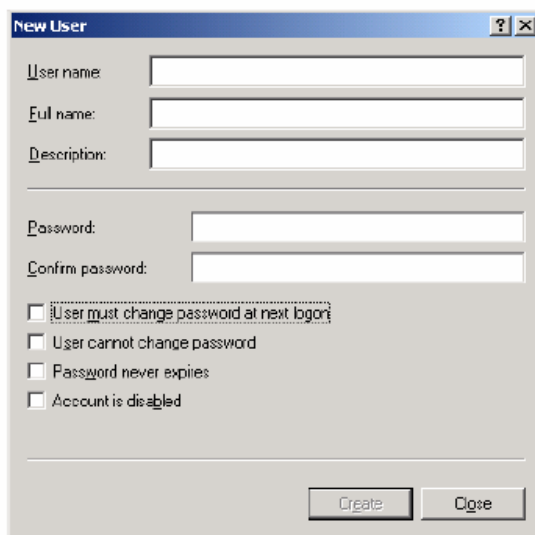 New User
User name:
Full name:
Description:
Password:
Confirm password:
User must change password at next logon
User cannot change password
Password never expires
Account is disabled
Create Close